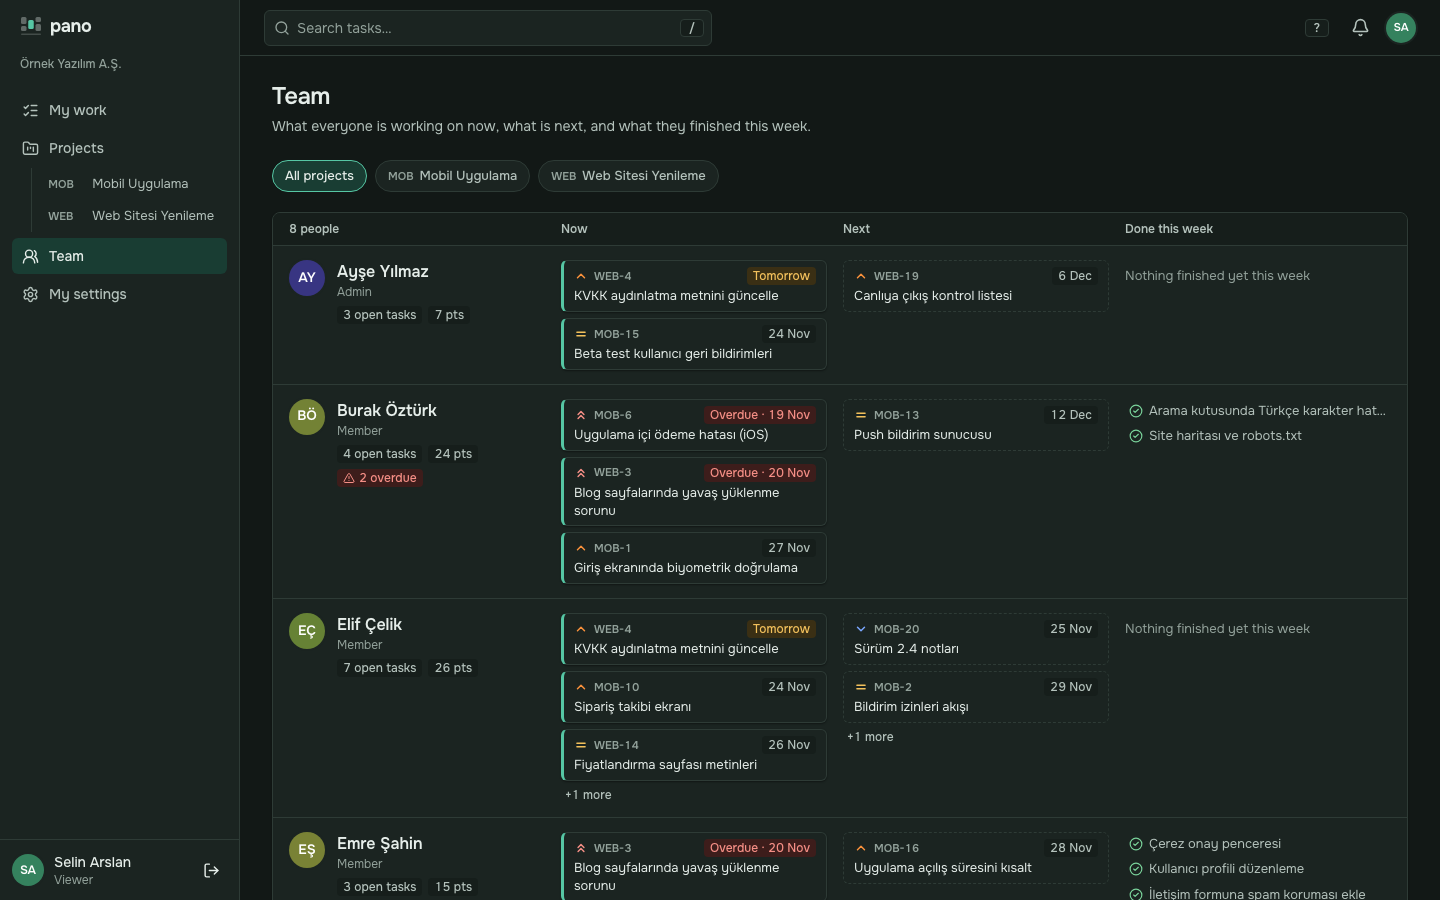 pano
Örnek Yazılım A.Ş.
My work
Projects
MOB Mobil Uygulama
WEB Web Sitesi Yenileme
Team
My settings
SA Selin Arslan
Viewer
Search tasks... /
? SA
Team
What everyone is working on now, what is next, and what they finished this week.
All projects MOB Mobil Uygulama WEB Web Sitesi Yenileme
8 people Now Next Done this week
AY Ayşe Yılmaz
Admin
3 open tasks 7 pts
WEB-4 Tomorrow
KVKK aydınlatma metnini güncelle
MOB-15 24 Nov
Beta test kullanıcı geri bildirimleri
WEB-19 6 Dec
Canlıya çıkış kontrol listesi
Nothing finished yet this week
BÖ Burak Öztürk
Member
4 open tasks 24 pts
2 overdue
MOB-6 Overdue · 19 Nov
Uygulama içi ödeme hatası (iOS)
WEB-3 Overdue · 20 Nov
Blog sayfalarında yavaş yüklenme
sorunu
MOB-1 27 Nov
Giriş ekranında biyometrik doğrulama
MOB-13 12 Dec
Push bildirim sunucusu
Arama kutusunda Türkçe karakter hat...
Site haritası ve robots.txt
EÇ Elif Çelik
Member
7 open tasks 26 pts
WEB-4 Tomorrow
KVKK aydınlatma metnini güncelle
MOB-10 24 Nov
Sipariş takibi ekranı
WEB-14 26 Nov
Fiyatlandırma sayfası metinleri
+1 more
MOB-20 25 Nov
Sürüm 2.4 notları
MOB-2 29 Nov
Bildirim izinleri akışı
+1 more
Nothing finished yet this week
EŞ Emre Şahin
Member
3 open tasks 15 pts
WEB-3 Overdue · 20 Nov
Blog sayfalarında yavaş yüklenme
sorunu
MOB-16 28 Nov
Uygulama açılış süresini kısalt
Çerez onay penceresi
Kullanıcı profili düzenleme
İletişim formuna spam koruması ekle